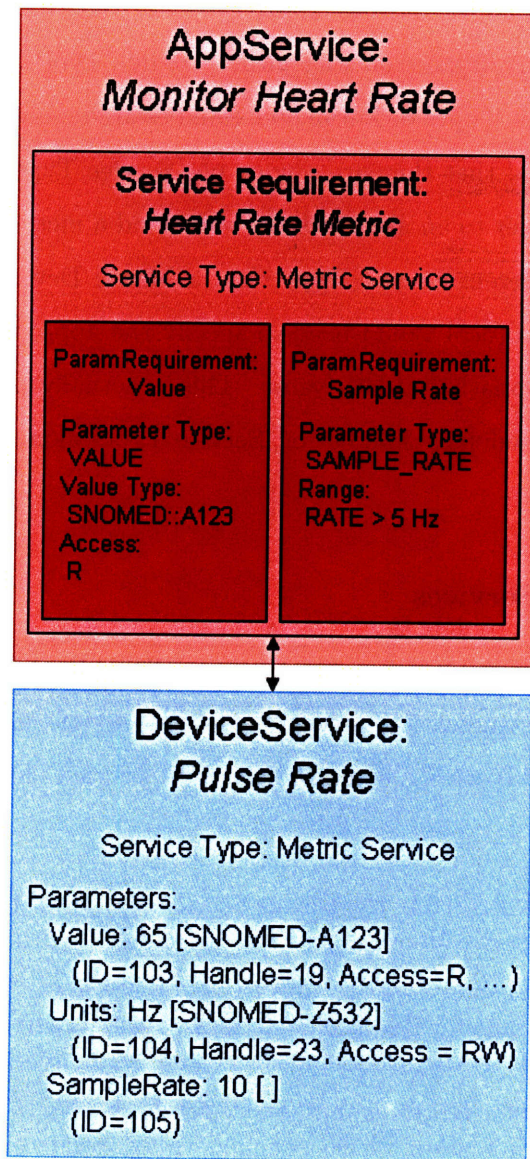 AppService:
Monitor Heart Rate
Service Requirement:
Heart Rate Metric
Service Type: Metric Service
ParamRequirement:
Value
Parameter Type:
VALUE
Value Type:
SNOMED::A123
Access:
R
ParamRequirement:
Sample Rate
Parameter Type:
SAMPLE_RATE
Range:
RATE > 5 Hz
DeviceService:
Pulse Rate
Service Type: Metric Service
Parameters:
Value: 65 [SNOMED-A123]
(ID=103, Handle=19, Access=R, ...)
Units: Hz [SNOMED-Z532]
(ID=104, Handle=23, Access = RW)
SampleRate: 10 [ ]
(ID=105)